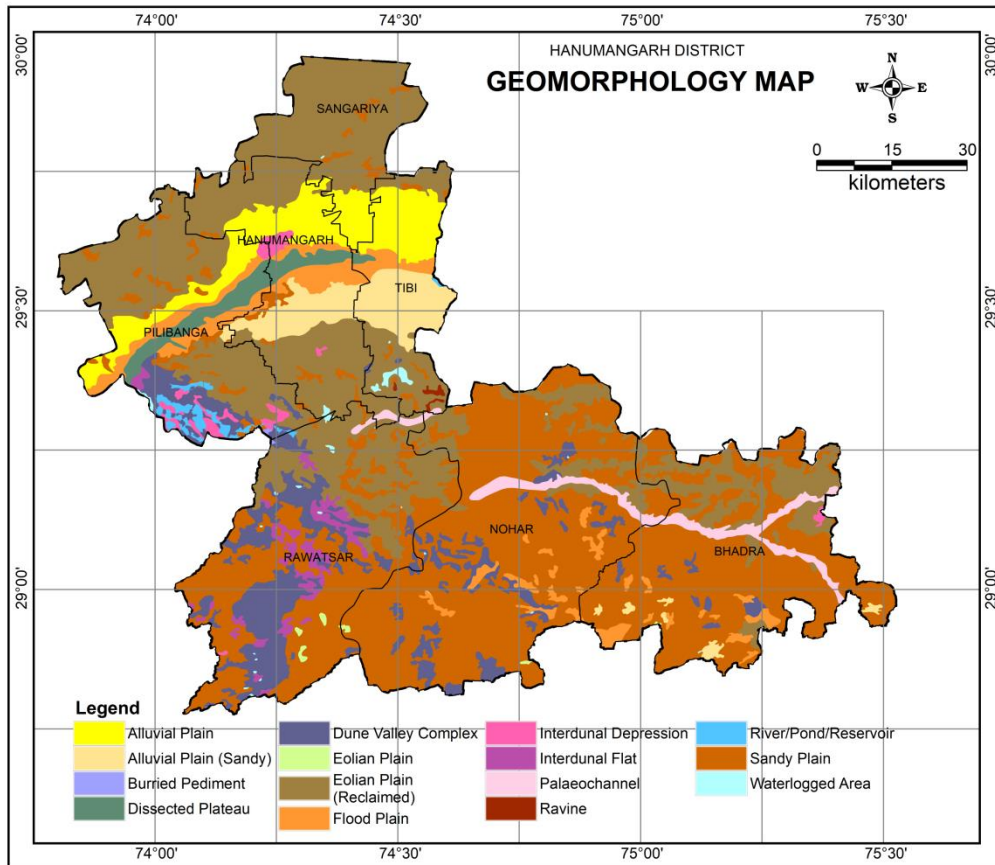 74°00'
74°30'
75°00'
75°30'
30°00'
30°00'
HANUMANGARH DISTRICT
GEOMORPHOLOGY MAP
N
W
E
S
0
15
30
kilometers
SANGARIYA
HANUMANGARH
TIBI
29°30'
29°30'
PILIBANGA
NOHAR
RAWATSAR
BHADRA
29°00'
29°00'
Legend
Alluvial Plain
Alluvial Plain (Sandy)
Burried Pediment
Dissected Plateau
Dune Valley Complex
Eolian Plain
Eolian Plain
(Reclaimed)
Flood Plain
Interdunal Depression
Interdunal Flat
Palaeochannel
Ravine
River/Pond/Reservoir
Sandy Plain
Waterlogged Area
74°00'
74°30'
75°00'
75°30'